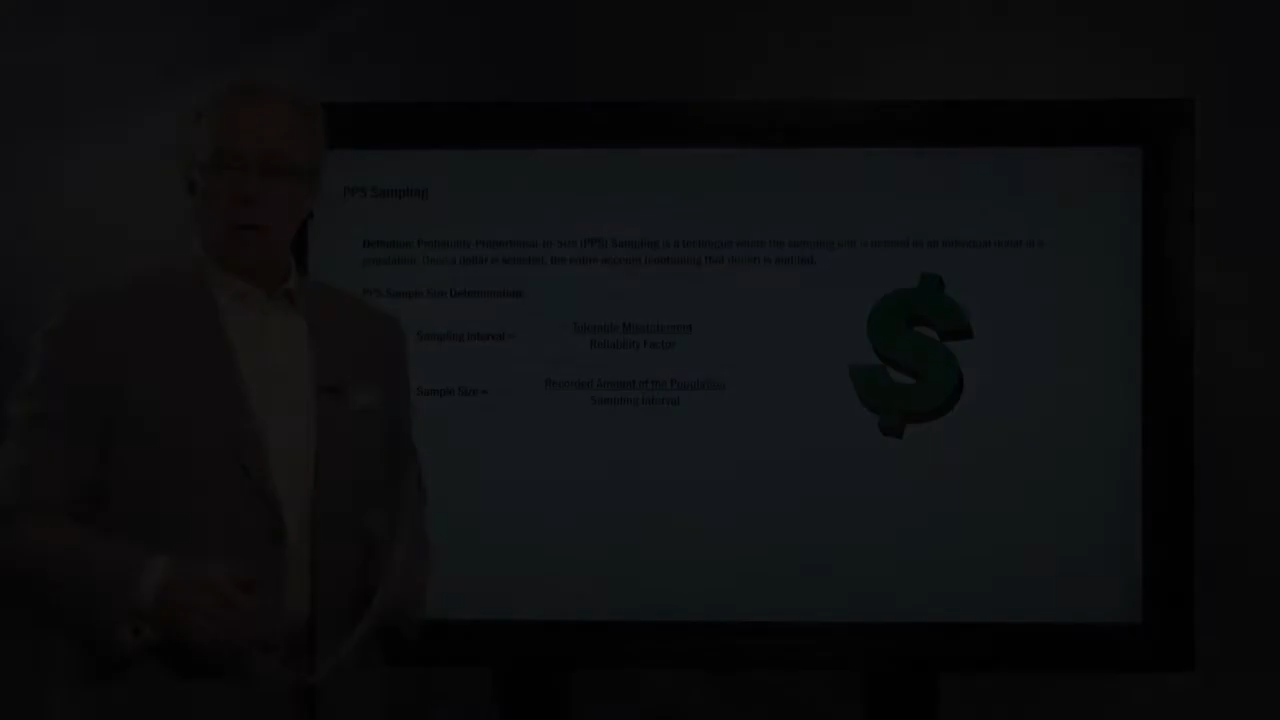 PPS Sampling
Definition: Probability-Proportional-to-Size (PPS) Sampling is a technique where the sampling unit is defined as an individual dollar in a
population. Once a dollar is selected, the entire account (containing that dollar) is audited.
PPS Sample Size Determination:
Sampling Interval =
Tolerable Misstatement
Reliability Factor
Sample Size =
Recorded Amount of the Population
Sampling Interval